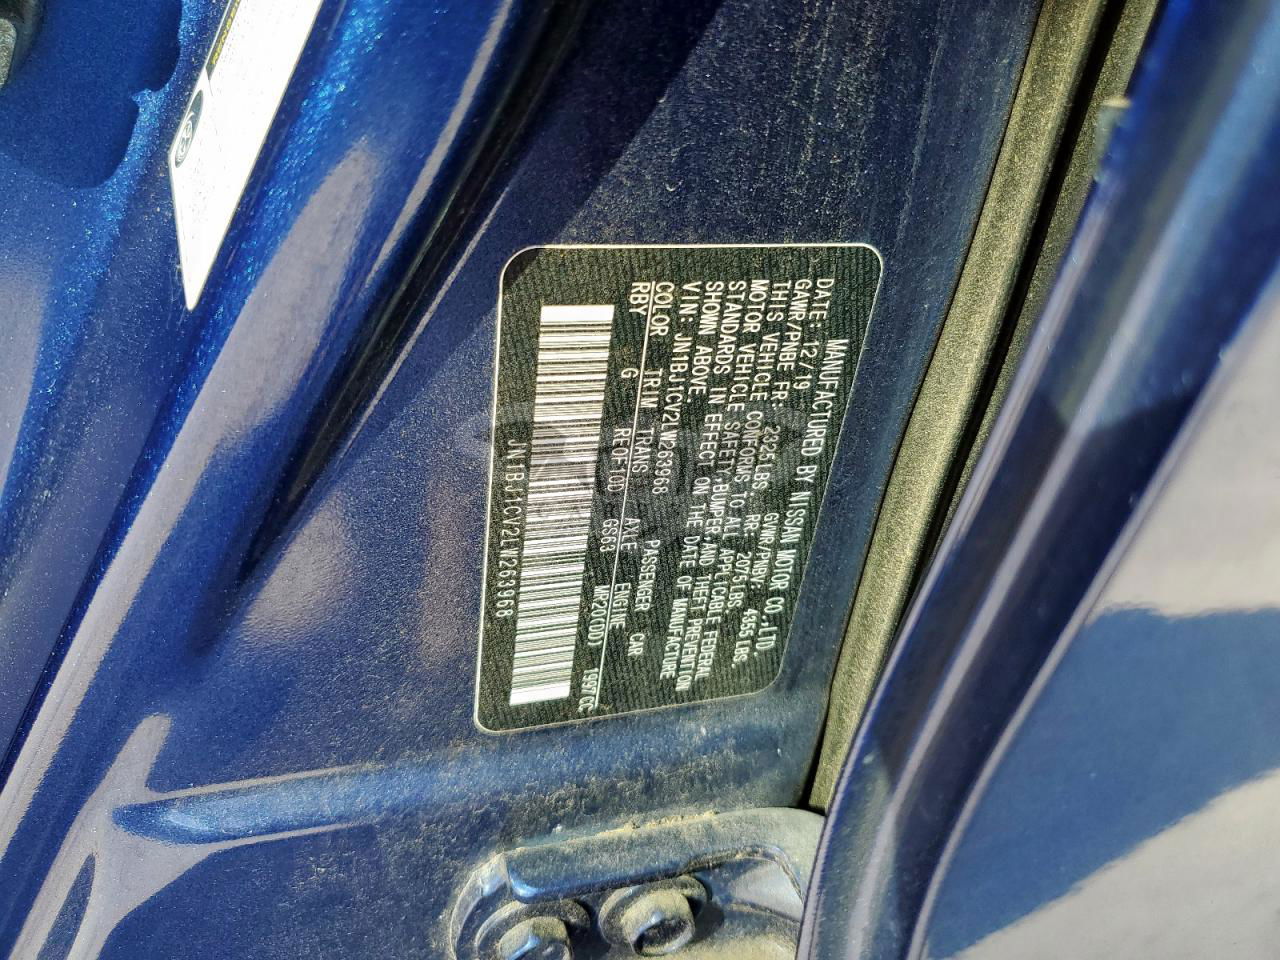 MANUFACTURED BY NISSAN MOTOR CO.,LTD
DATE: 12/19 GVWR/PNBV: 4355 LBS.
GAWR/PNBE FR: 2325 LBS. RR: 2075 LBS
THIS VEHICLE CONFORMS TO ALL APPLICABLE FEDERAL
MOTOR VEHICLE SAFETY,BUMPER,AND THEFT PREVENTION
STANDARDS IN EFFECT ON THE DATE OF MANUFACTURE
SHOWN ABOVE.
VIN: JN1BJ1CV2LW263968 PASSENGER CAR
COLOR TRIM TRANS AXLE ENGINE
RBY G RE0F10D GS63 MR20(DD) 1997CC
JN1BJ1CV2LW263968